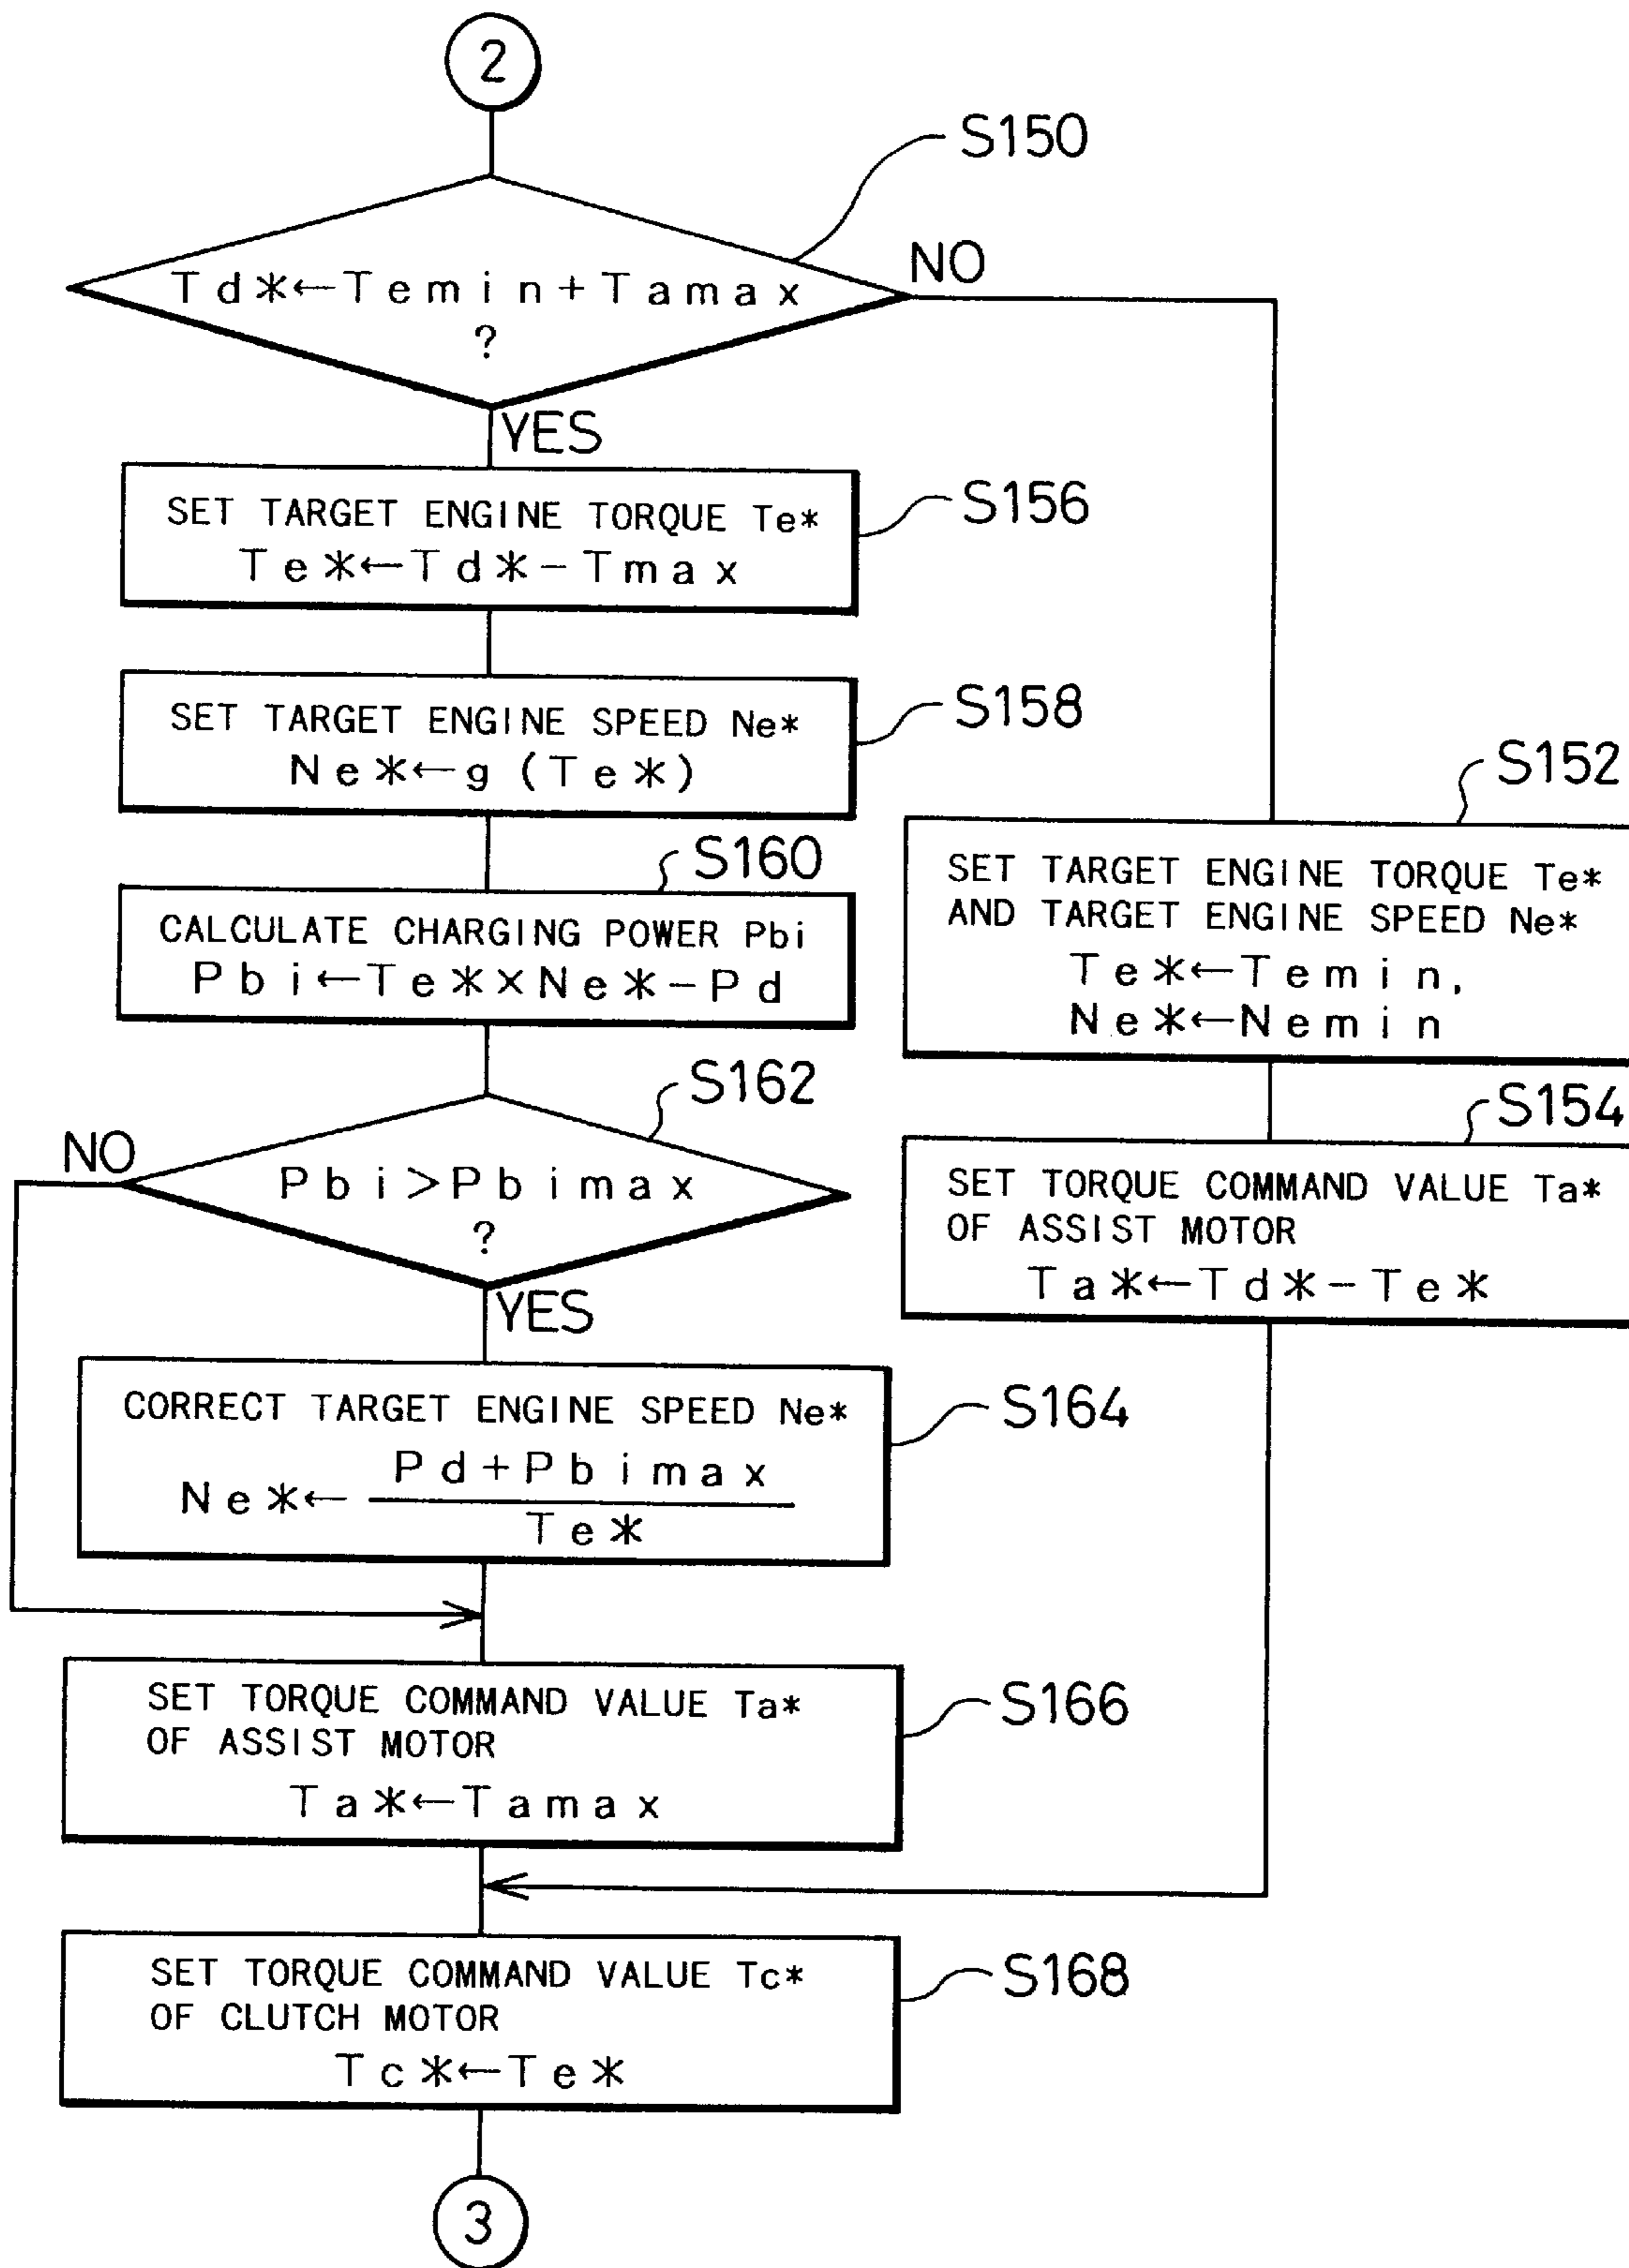 2
S150
Td*←Temin+Tamax
?
NO
YES
SET TARGET ENGINE TORQUE Te*
Te*←Td*-Tmax
S156
SET TARGET ENGINE SPEED Ne*
Ne*←g (Te*)
S158
S160
CALCULATE CHARGING POWER Pbi
Pbi←Te*×Ne*-Pd
S162
NO
Pbi>Pbimax
?
YES
CORRECT TARGET ENGINE SPEED Ne*
Pd+Pbimax
Ne*←
Te*
S164
SET TORQUE COMMAND VALUE Ta*
OF ASSIST MOTOR
Ta*←Tamax
S166
S152
SET TARGET ENGINE TORQUE Te*
AND TARGET ENGINE SPEED Ne*
Te*←Temin,
Ne*←Nemin
S154
SET TORQUE COMMAND VALUE Ta*
OF ASSIST MOTOR
Ta*←Td*-Te*
SET TORQUE COMMAND VALUE Tc*
OF CLUTCH MOTOR
Tc*←Te*
S168
3